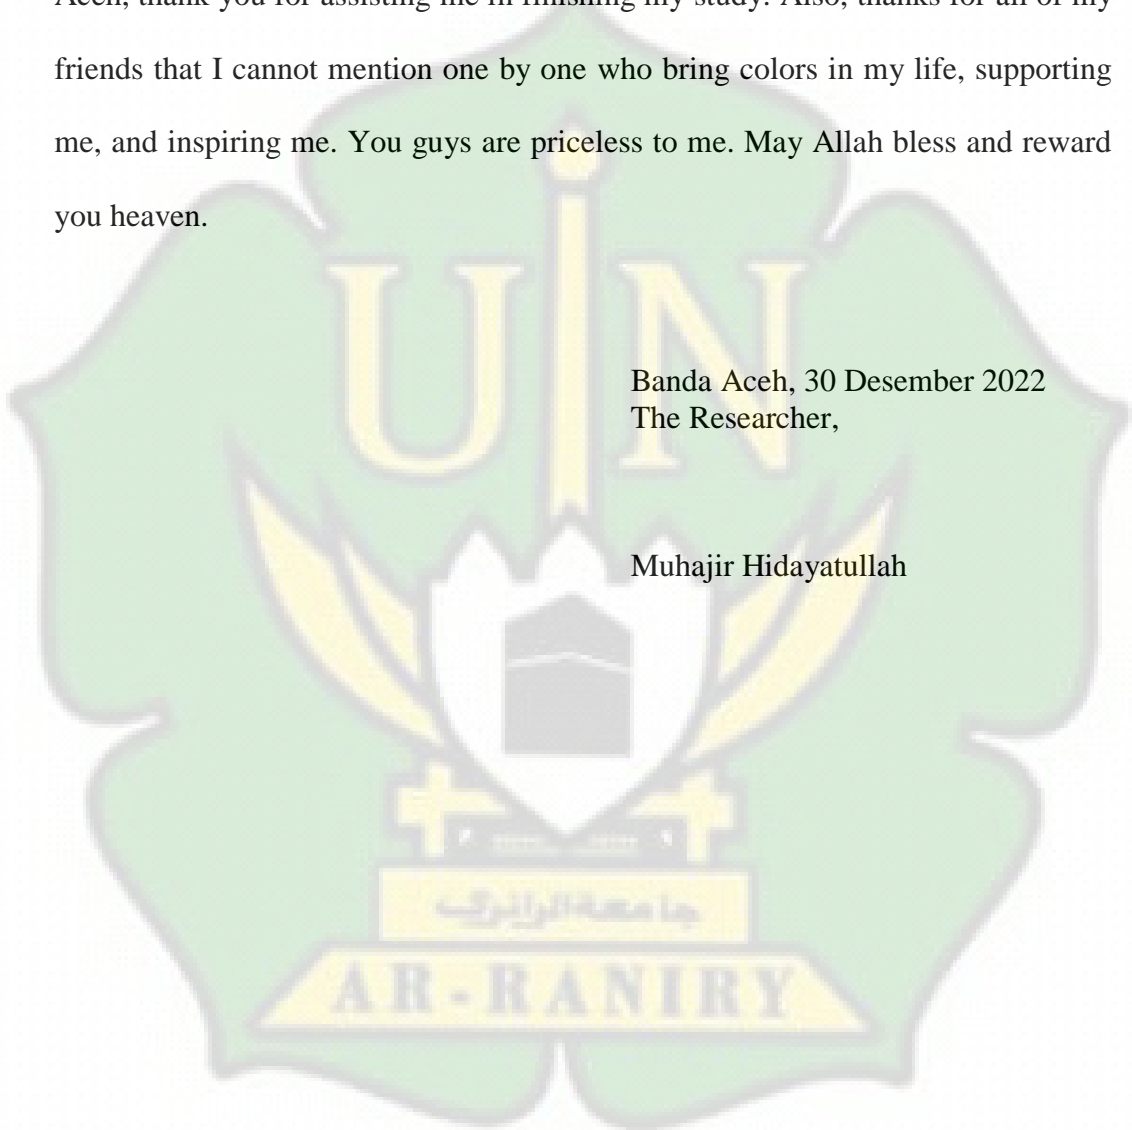 Aceh, thank you for assisting me in finishing my study. Also, thanks for all of my
friends that I cannot mention one by one who bring colors in my life, supporting
me, and inspiring me. You guys are priceless to me. May Allah bless and reward
you heaven.
UIN
Banda Aceh, 30 Desember 2022
The Researcher,
Muhajir Hidayatullah
جامعة الرانري
AR-RANIRY